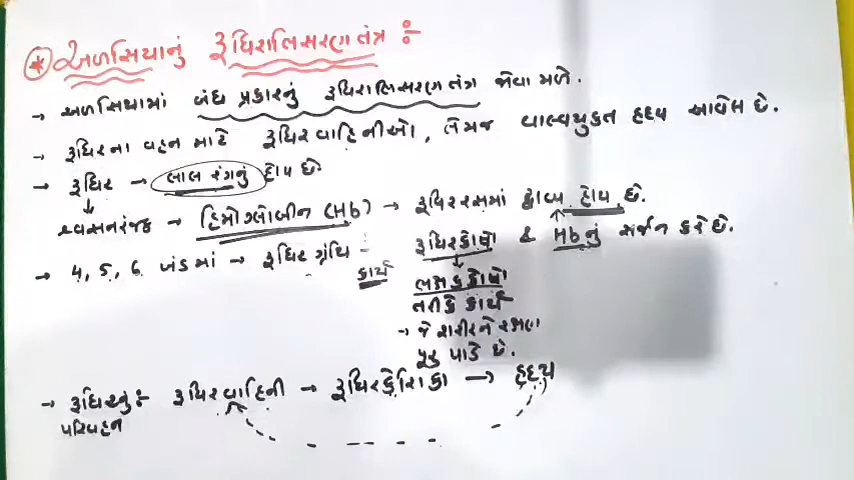 * અળસિયાનું રૂધિરાભિસરણ તંત્ર :-
→ અળસિયામાં બંધ પ્રકારનું રૂધિરાભિસરણ તંત્ર જોવા મળે.
→ રૂધિરના વહન માટે રૂધિરવાહિનીઓ, તેમજ વાલ્વયુક્ત હૃદય આવેલ છે.
→ રૂધિર → લાલ રંગનું હોય છે.
↓
શ્વસનરંજક → હિમોગ્લોબીન (Hb) → રૂધિરરસમાં દ્રાવ્ય હોય છે.
→ 4, 5, 6 ખંડમાં → રૂધિર ગ્રંથિ - કાર્ય રૂધિરકોષો & Hb નું સર્જન કરે છે.
↓
ભક્ષકકોષો
તરીકે કાર્ય
→ જે શરીરને રક્ષણ
પૂરૂ પાડે છે.
→ રૂધિરનું :- રૂધિરવાહિની → રૂધિરકેશિકા → હૃદય
પરિવહન